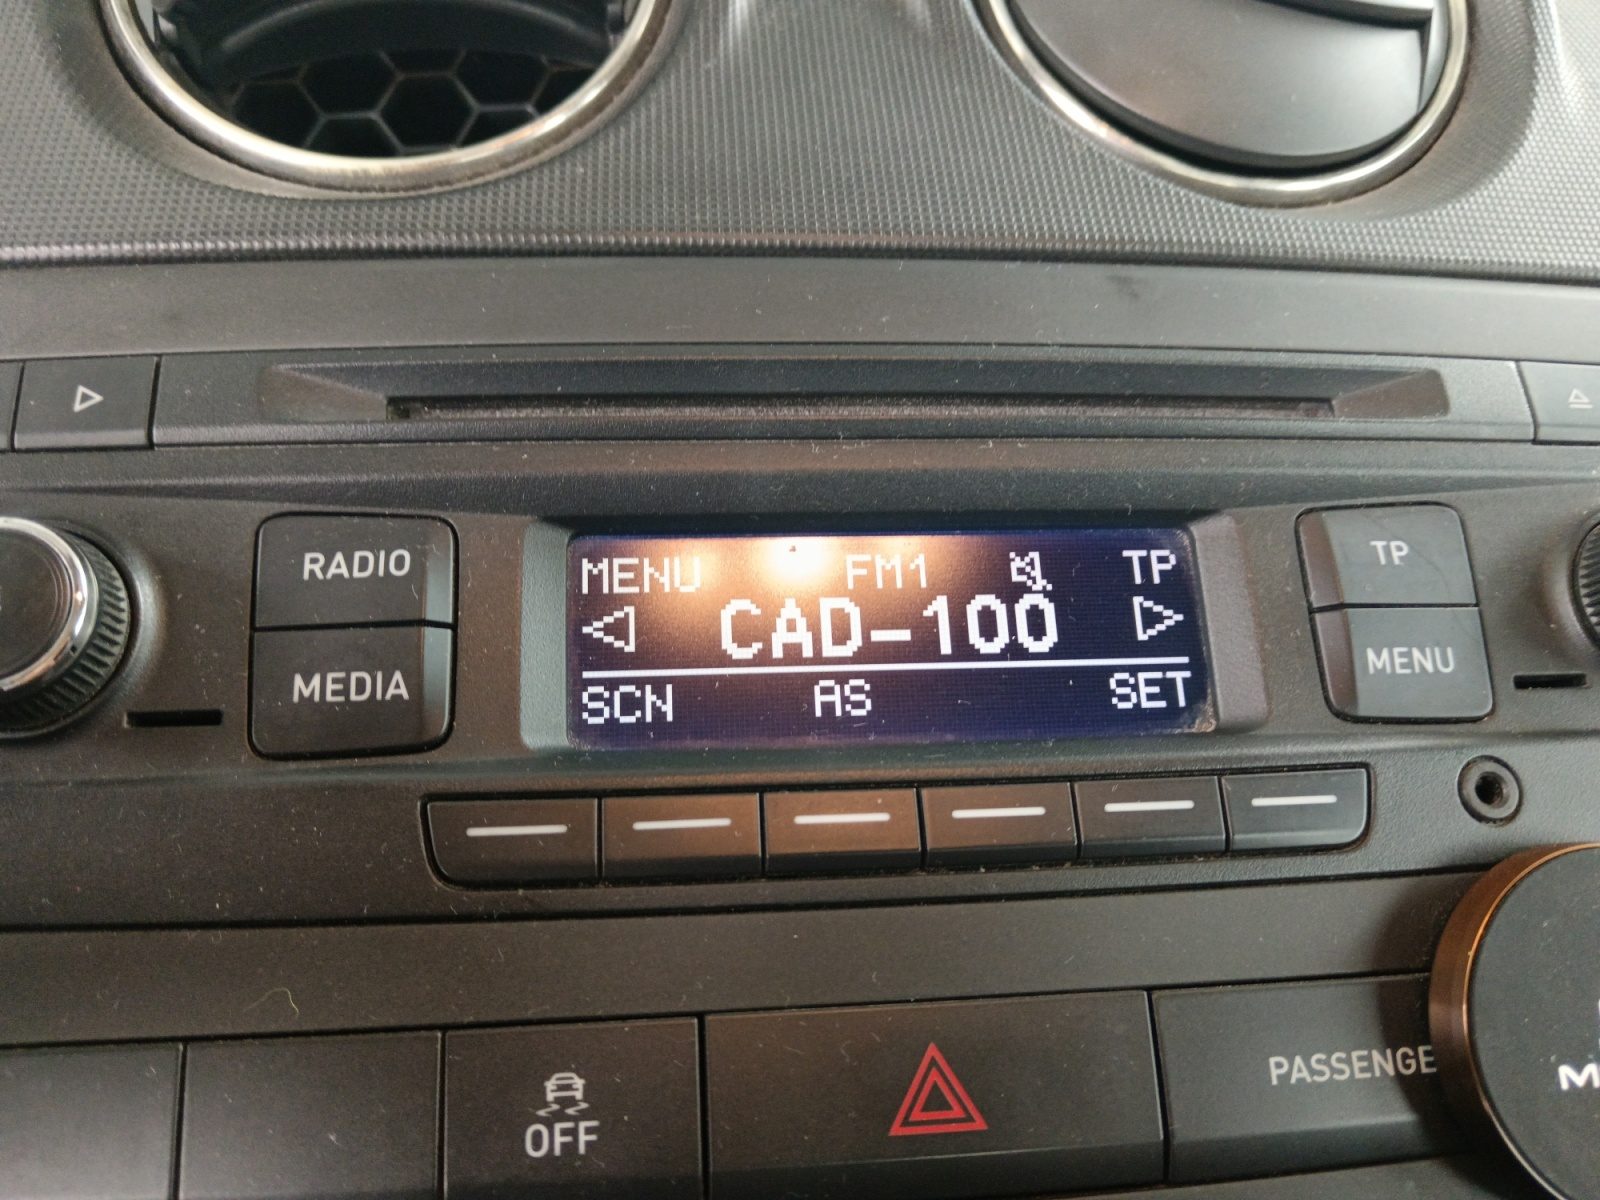 RADIO
MEDIA
MENU FM1 TP
CAD-100
SCN AS SET
TP
MENU
OFF
PASSENGE